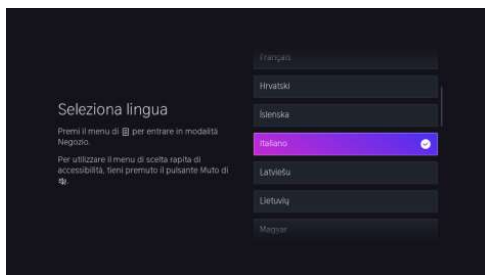 Seleziona lingua
Premi il menu di per entrare in modalità
Negozio.
Per utilizzare il menu di scelta rapida di
accessibilità, tieni premuto il pulsante Muto di
.
Français
Hrvatski
Íslenska
Italiano
Latviešu
Lietuvių
Magyar